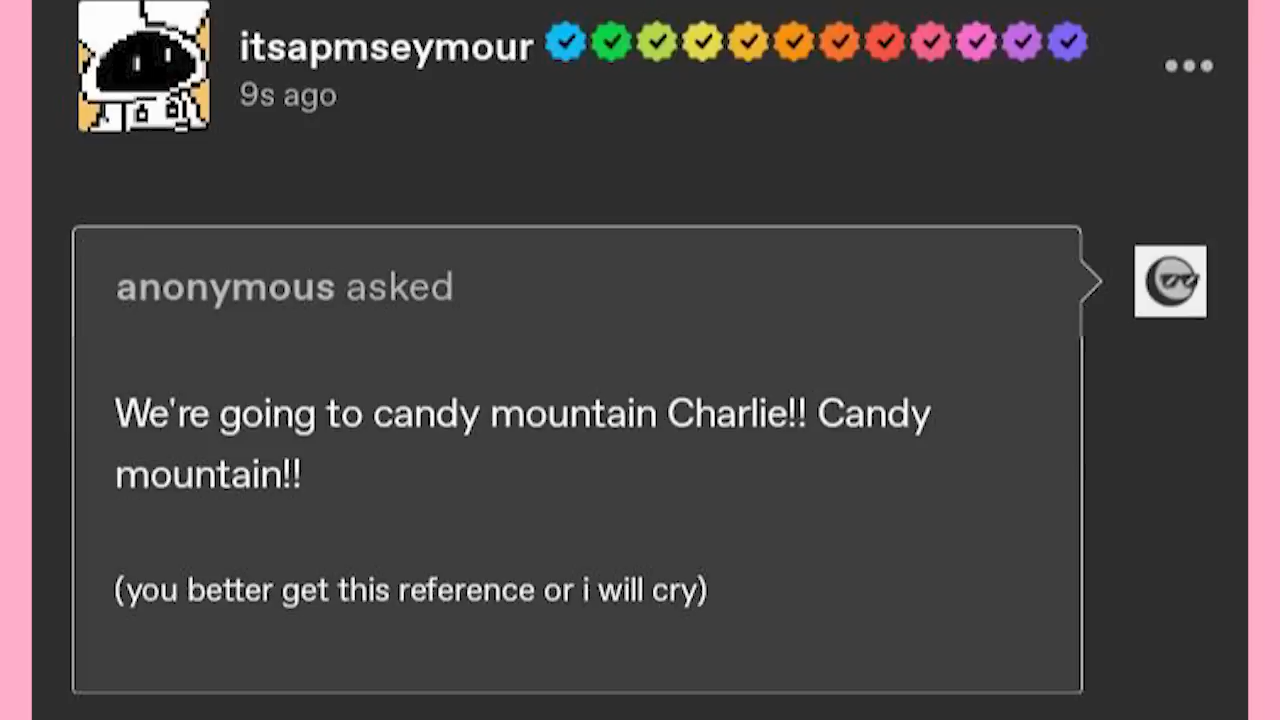 itsapmseymour
9s ago
anonymous asked
We're going to candy mountain Charlie!! Candy
mountain!!
(you better get this reference or i will cry)